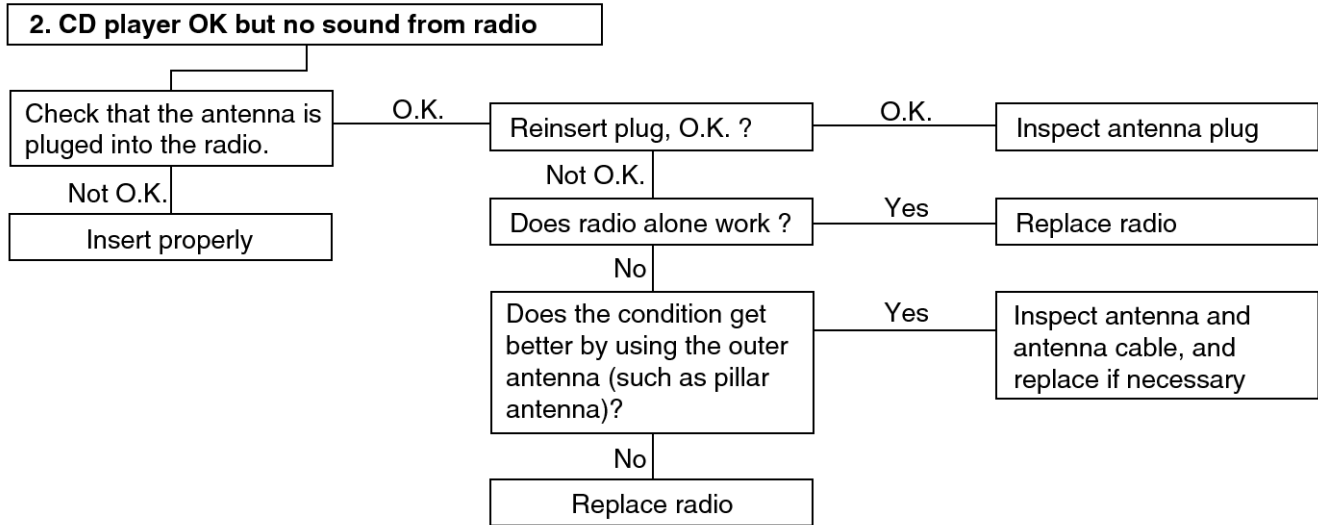 2. CD player OK but no sound from radio
Check that the antenna is
pluged into the radio.
O.K.
Reinsert plug, O.K. ?
O.K.
Inspect antenna plug
Not O.K.
Insert properly
Not O.K.
Does radio alone work ?
Yes
Replace radio
No
Does the condition get
better by using the outer
antenna (such as pillar
antenna)?
Yes
Inspect antenna and
antenna cable, and
replace if necessary
No
Replace radio